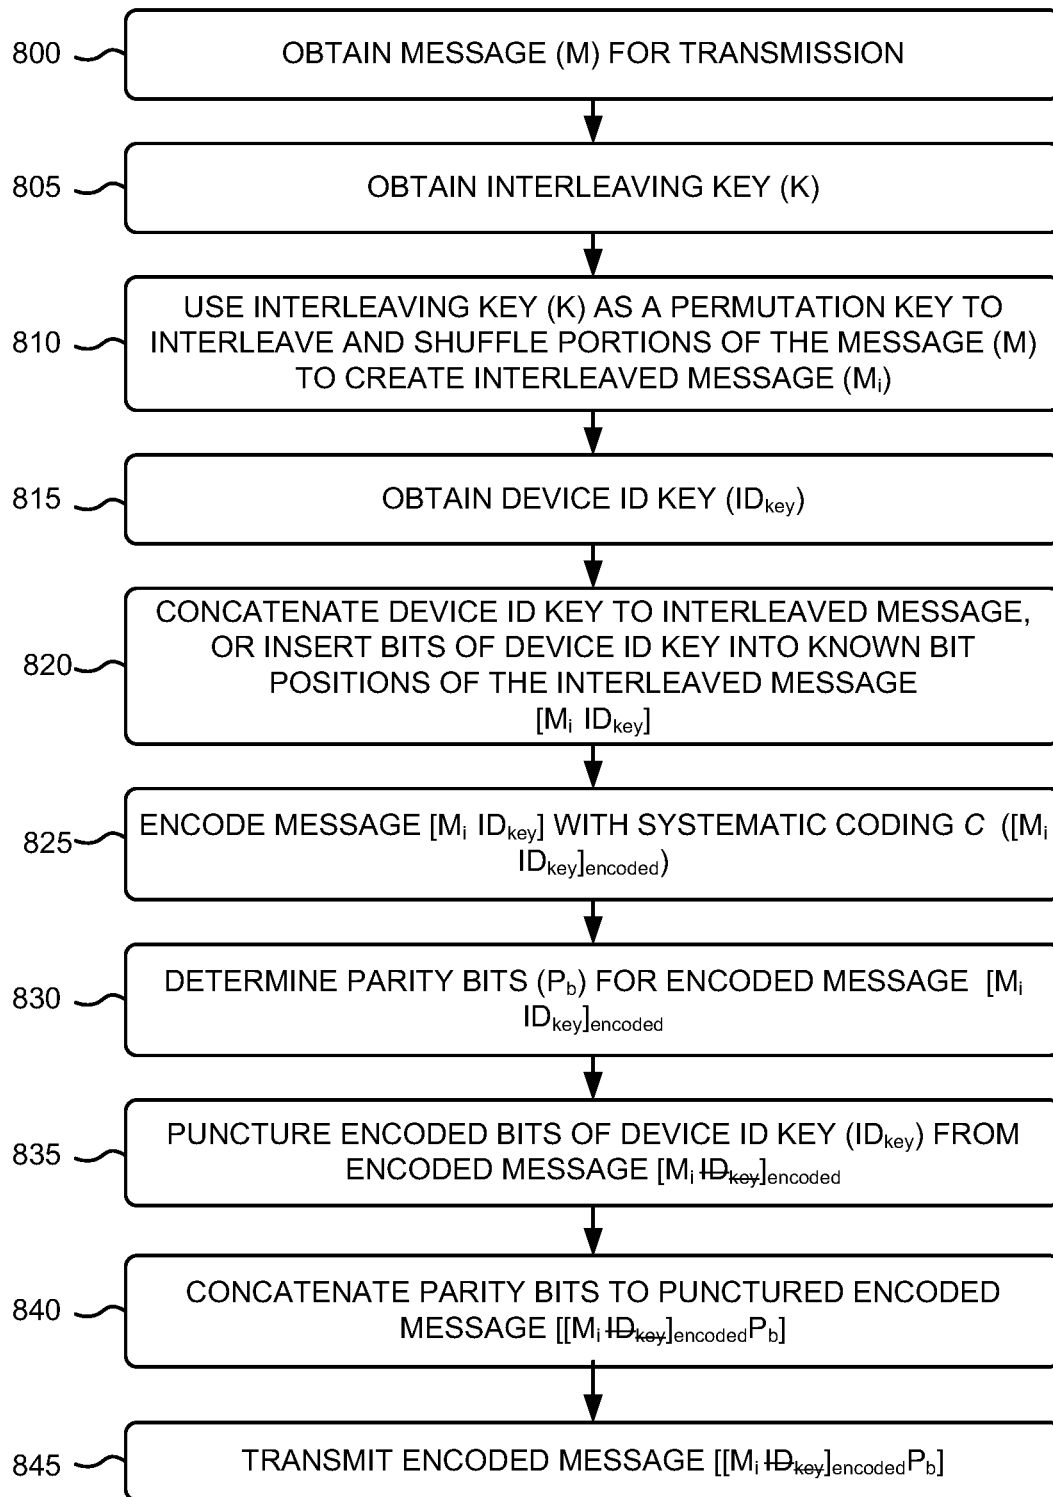 800
OBTAIN MESSAGE (M) FOR TRANSMISSION
805
OBTAIN INTERLEAVING KEY (K)
810
USE INTERLEAVING KEY (K) AS A PERMUTATION KEY TO
INTERLEAVE AND SHUFFLE PORTIONS OF THE MESSAGE (M)
TO CREATE INTERLEAVED MESSAGE (Mi)
815
OBTAIN DEVICE ID KEY (IDkey)
820
CONCATENATE DEVICE ID KEY TO INTERLEAVED MESSAGE,
OR INSERT BITS OF DEVICE ID KEY INTO KNOWN BIT
POSITIONS OF THE INTERLEAVED MESSAGE
[Mi IDkey]
825
ENCODE MESSAGE [Mi IDkey] WITH SYSTEMATIC CODING C ([Mi
IDkey]encoded)
830
DETERMINE PARITY BITS (Pb) FOR ENCODED MESSAGE [Mi
IDkey]encoded
835
PUNCTURE ENCODED BITS OF DEVICE ID KEY (IDkey) FROM
ENCODED MESSAGE [Mi IDkey]encoded
840
CONCATENATE PARITY BITS TO PUNCTURED ENCODED
MESSAGE [[Mi IDkey]encodedPb]
845
TRANSMIT ENCODED MESSAGE [[Mi IDkey]encodedPb]